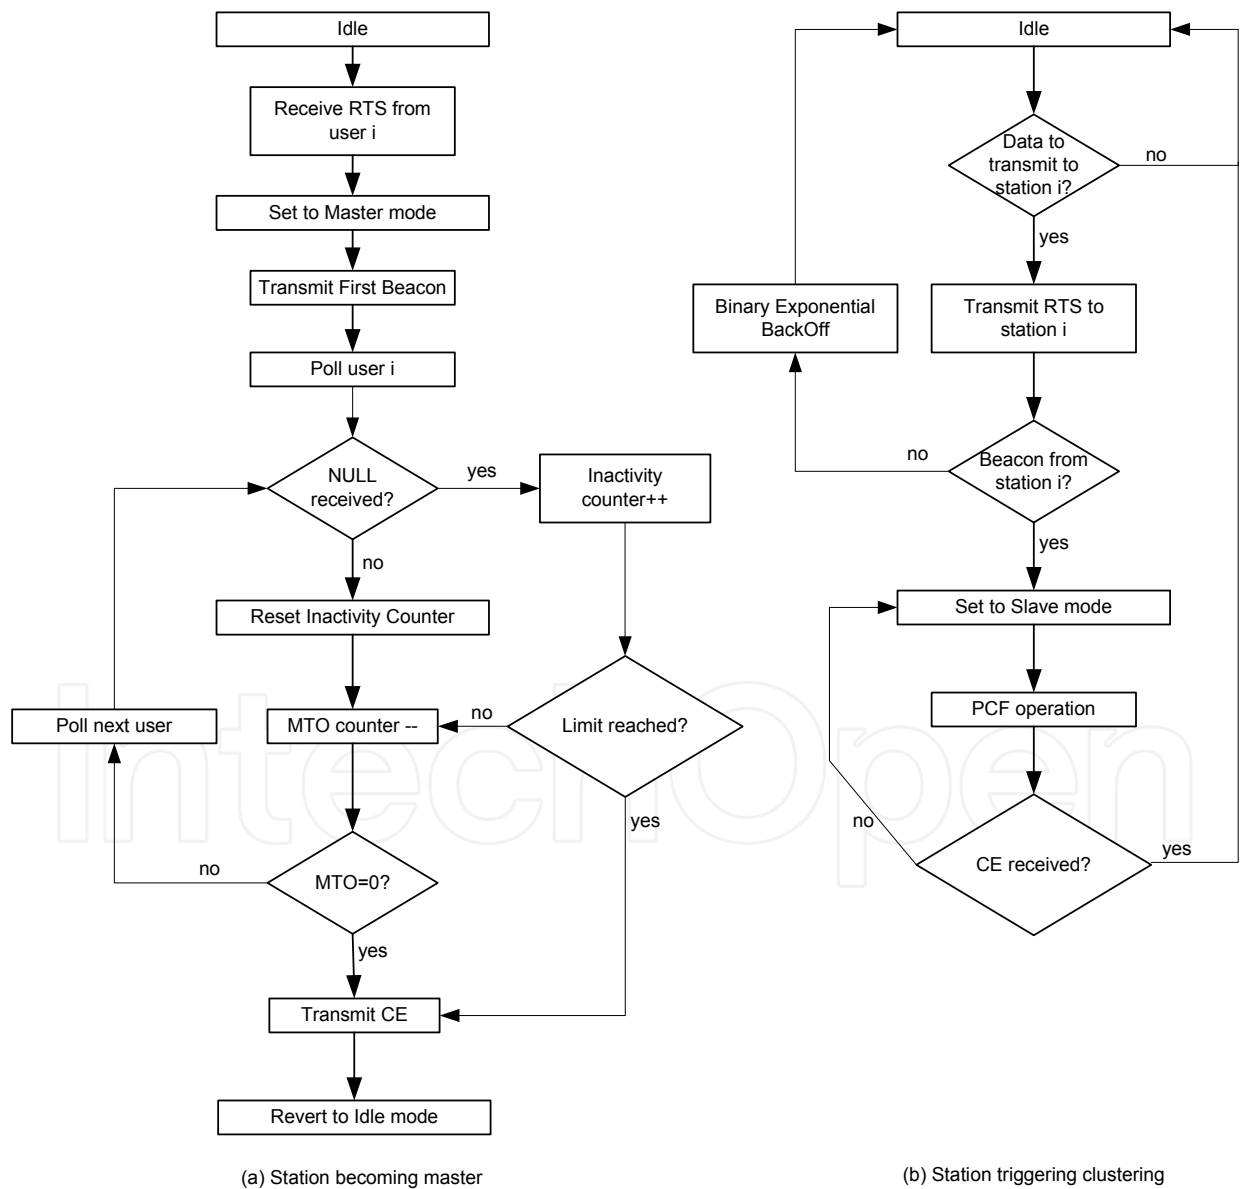 Idle
Receive RTS from
user i
Set to Master mode
Transmit First Beacon
Poll user i
NULL
received?
yes
Inactivity
counter++
no
Reset Inactivity Counter
Poll next user
MTO counter --
no
Limit reached?
yes
no
MTO=0?
yes
Transmit CE
Revert to Idle mode
(a) Station becoming master
Idle
Data to
transmit to
station i?
no
yes
Binary Exponential
BackOff
Transmit RTS to
station i
no
Beacon from
station i?
yes
Set to Slave mode
PCF operation
no
CE received?
yes
(b) Station triggering clustering
IntechOpen